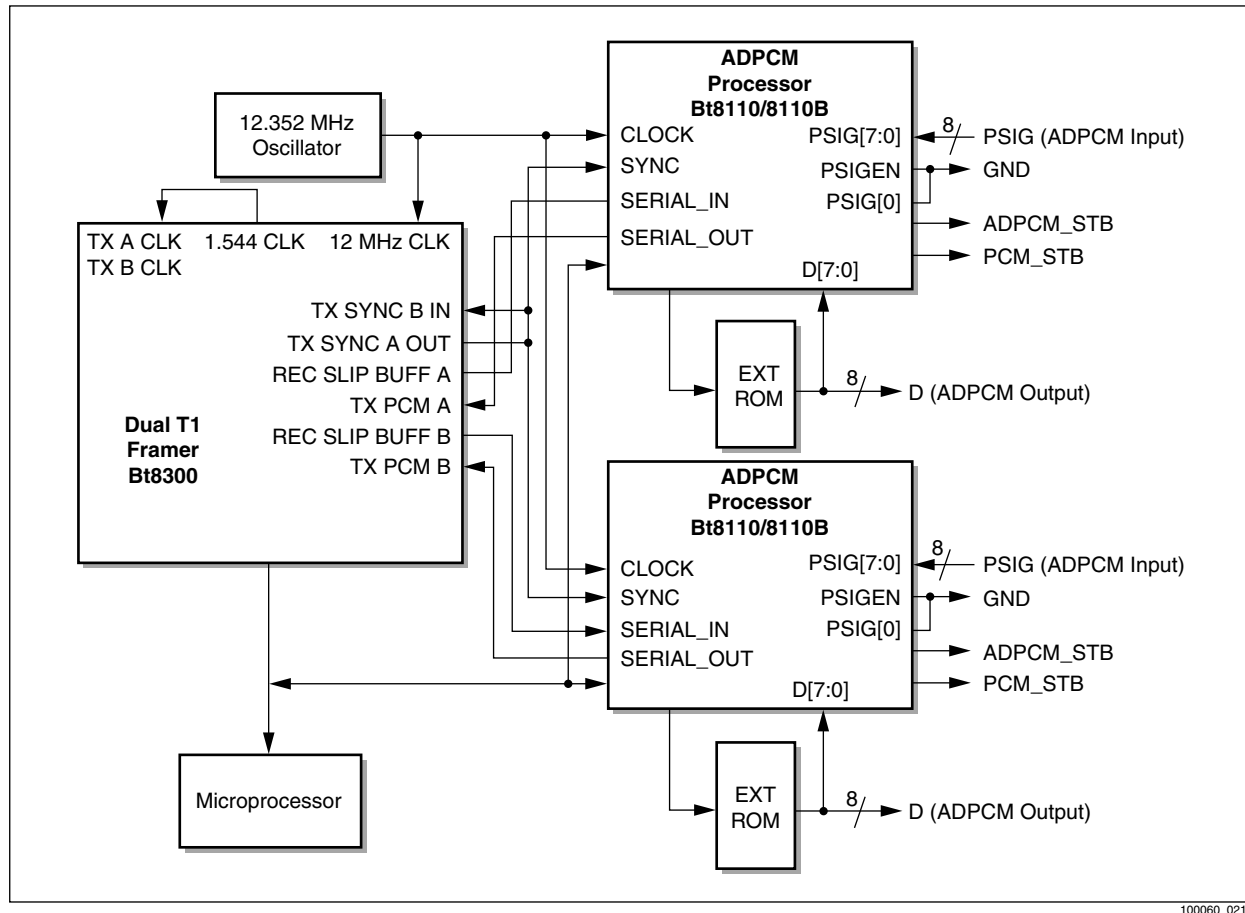 ADPCM
Processor
Bt8110/8110B
12.352 MHz
Oscillator
CLOCK
PSIG[7:0]
8
PSIG (ADPCM Input)
SYNC
PSIGEN
GND
SERIAL_IN
PSIG[0]
SERIAL_OUT
ADPCM_STB
PCM_STB
D[7:0]
TX A CLK
1.544 CLK
12 MHz CLK
TX B CLK
TX SYNC B IN
TX SYNC A OUT
REC SLIP BUFF A
TX PCM A
REC SLIP BUFF B
TX PCM B
Dual T1
Framer
Bt8300
EXT
ROM
8
D (ADPCM Output)
ADPCM
Processor
Bt8110/8110B
CLOCK
PSIG[7:0]
8
PSIG (ADPCM Input)
SYNC
PSIGEN
GND
SERIAL_IN
PSIG[0]
SERIAL_OUT
ADPCM_STB
PCM_STB
D[7:0]
Microprocessor
EXT
ROM
8
D (ADPCM Output)
100060_021